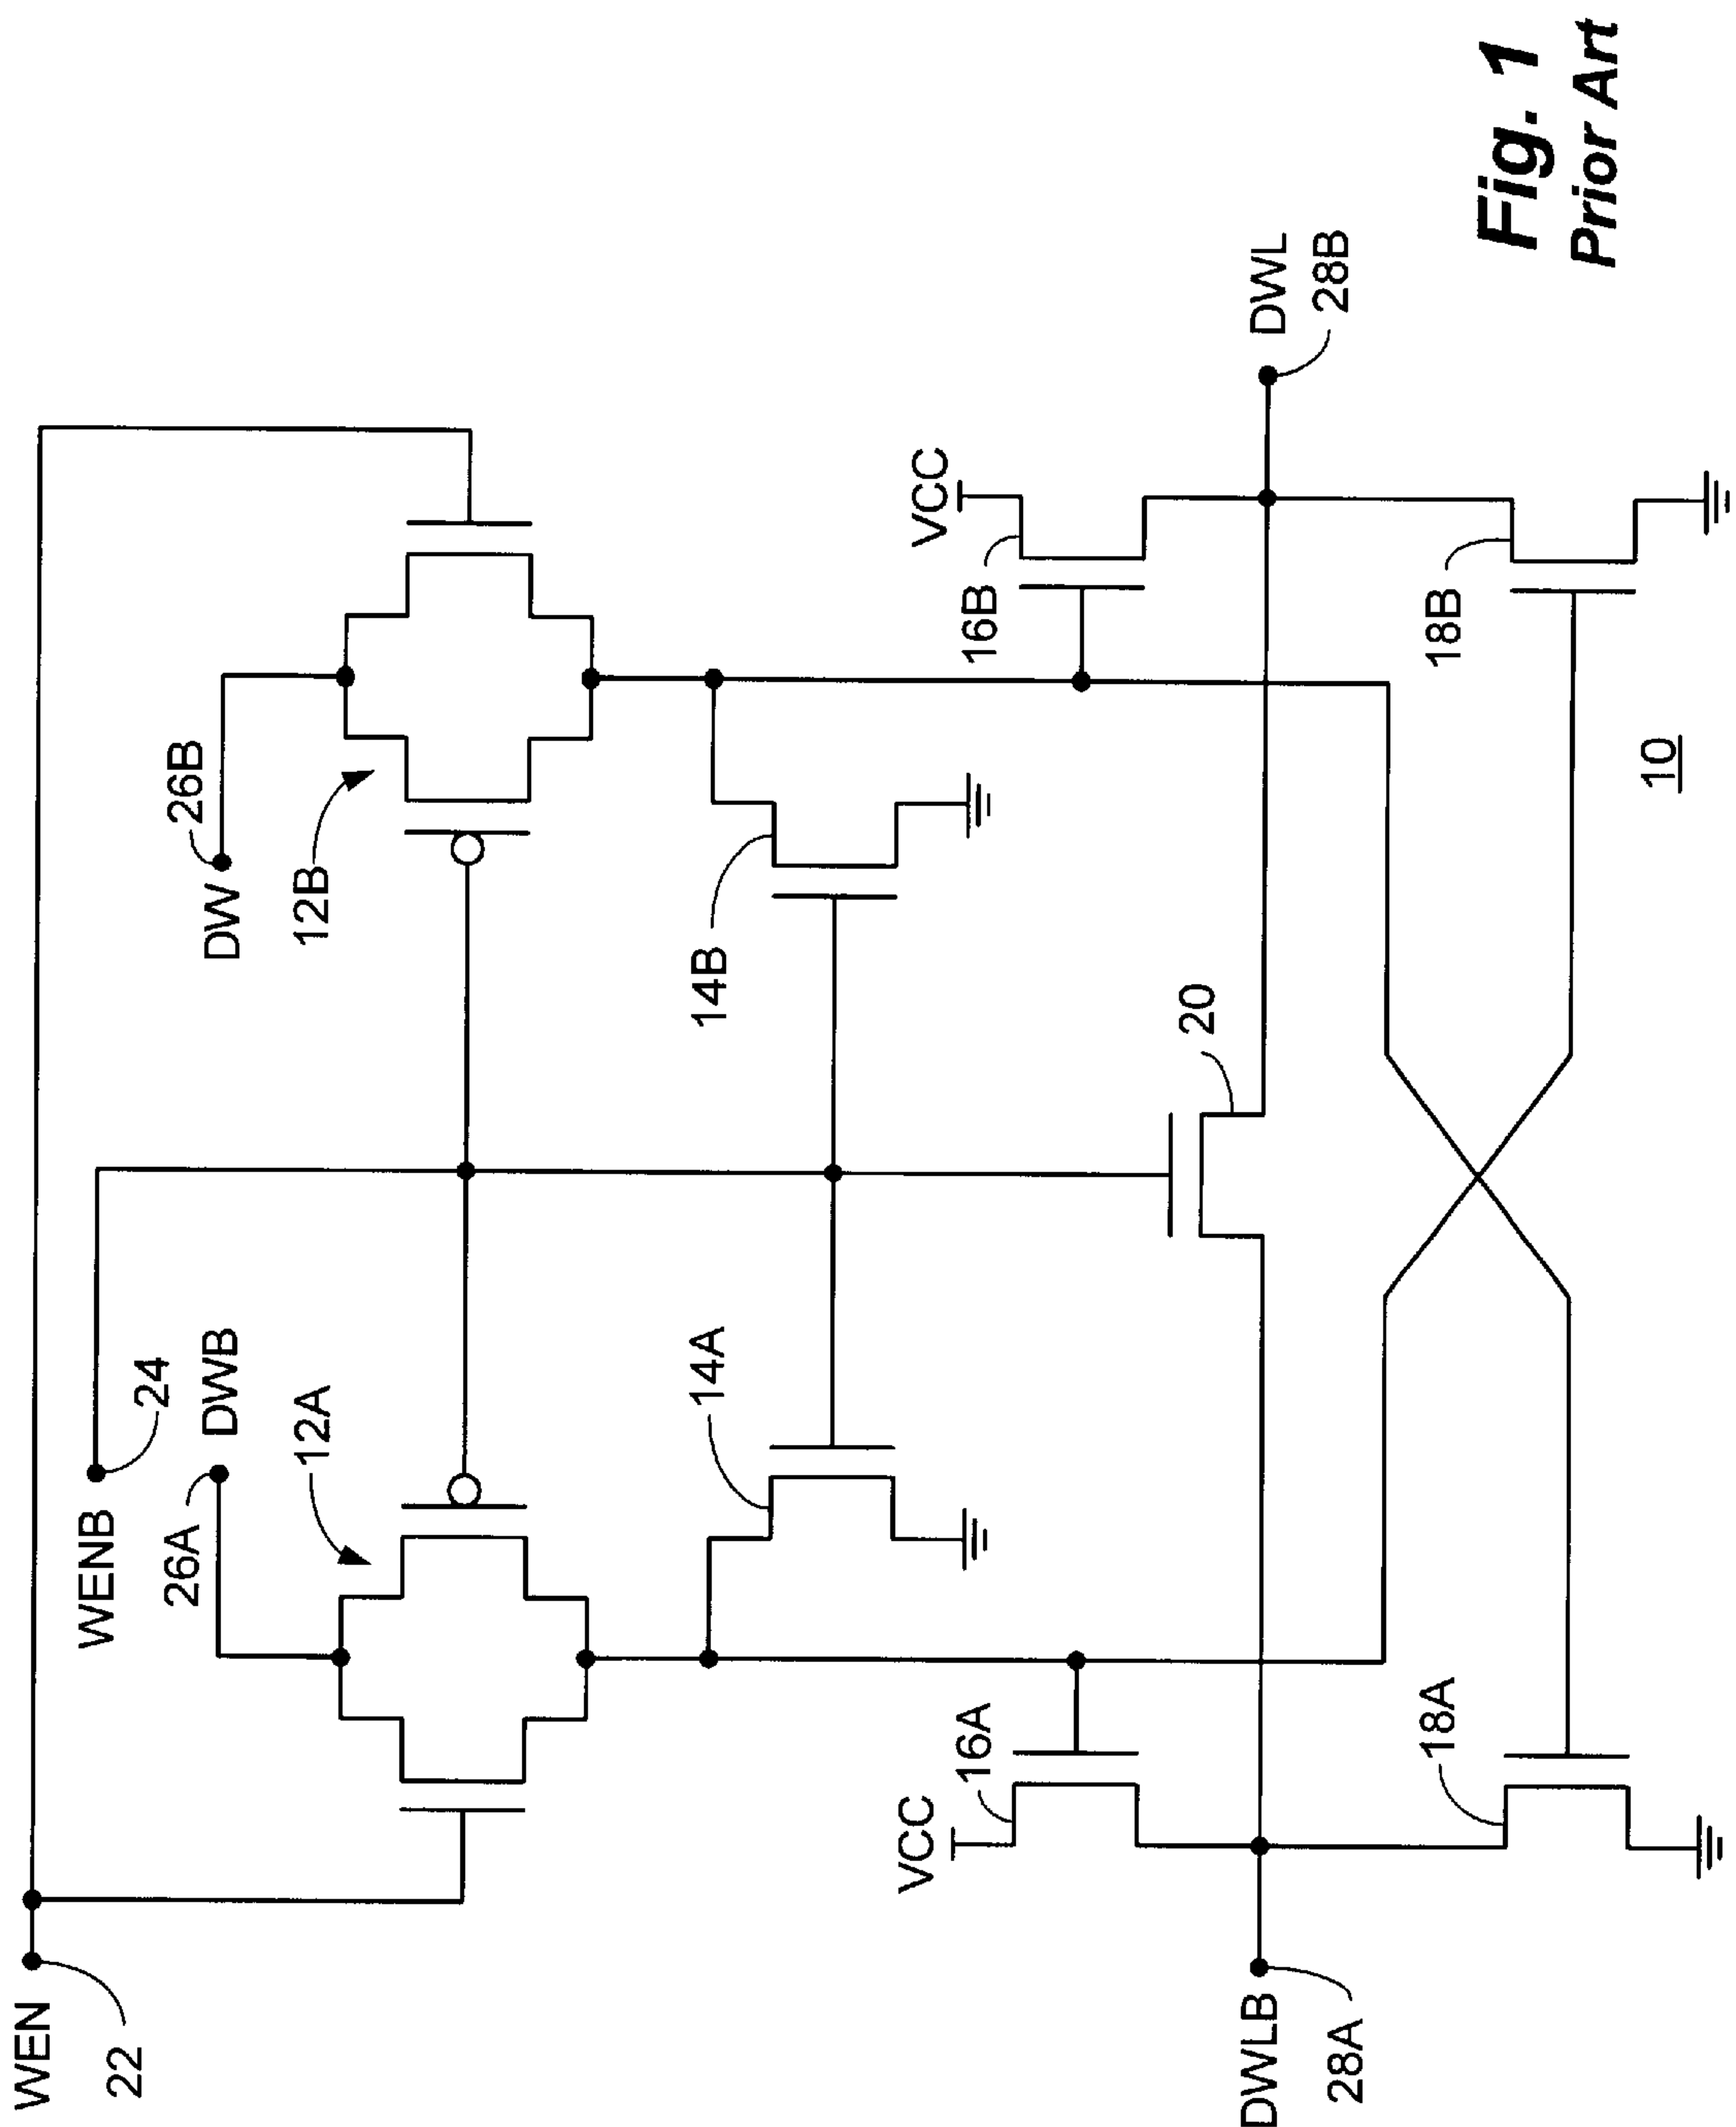 WEN
22
WENB
24
26A
DWB
12A
DW
26B
12B
14A
14B
VCC
16A
VCC
16B
20
DWLB
28A
DWL
28B
18A
18B
10
Fig. 1
Prior Art